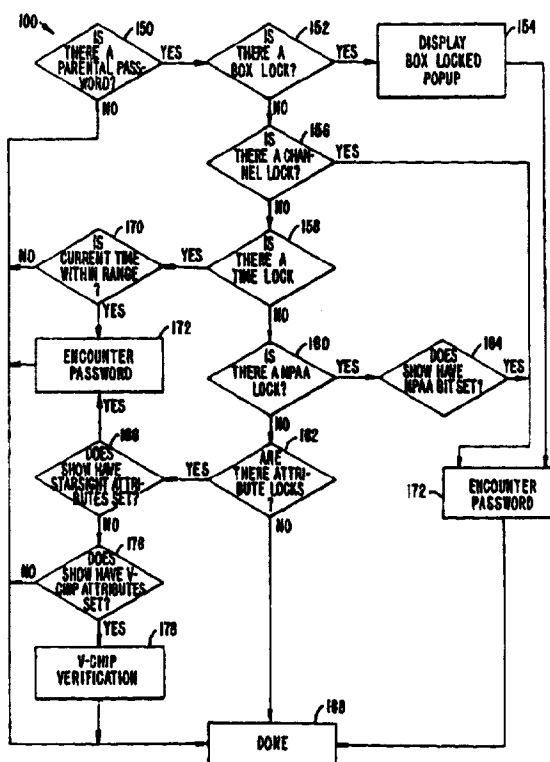 100
150
IS
THERE A
PARENTAL PASS-
WORD?
YES
NO
152
IS
THERE A
BOX LOCK?
YES
NO
154
DISPLAY
BOX LOCKED
POPUP
156
IS
THERE A CHAN-
NEL LOCK?
YES
NO
170
IS
CURRENT TIME
WITHIN RANGE
?
NO
YES
158
IS
THERE A
TIME LOCK
YES
NO
172
ENCOUNTER
PASSWORD
160
IS
THERE A MPAA
LOCK?
YES
NO
164
DOES
SHOW HAVE
MPAA BIT SET?
YES
166
DOES
SHOW HAVE
STARSIGHT ATTRI-
BUTES SET?
YES
NO
162
ARE
THERE ATTRI-
BUTE LOCKS
?
YES
NO
172
ENCOUNTER
PASSWORD
176
DOES
SHOW HAVE V-
CHIP ATTRIBUTES
SET?
NO
YES
178
V-CHIP
VERIFICATION
168
DONE